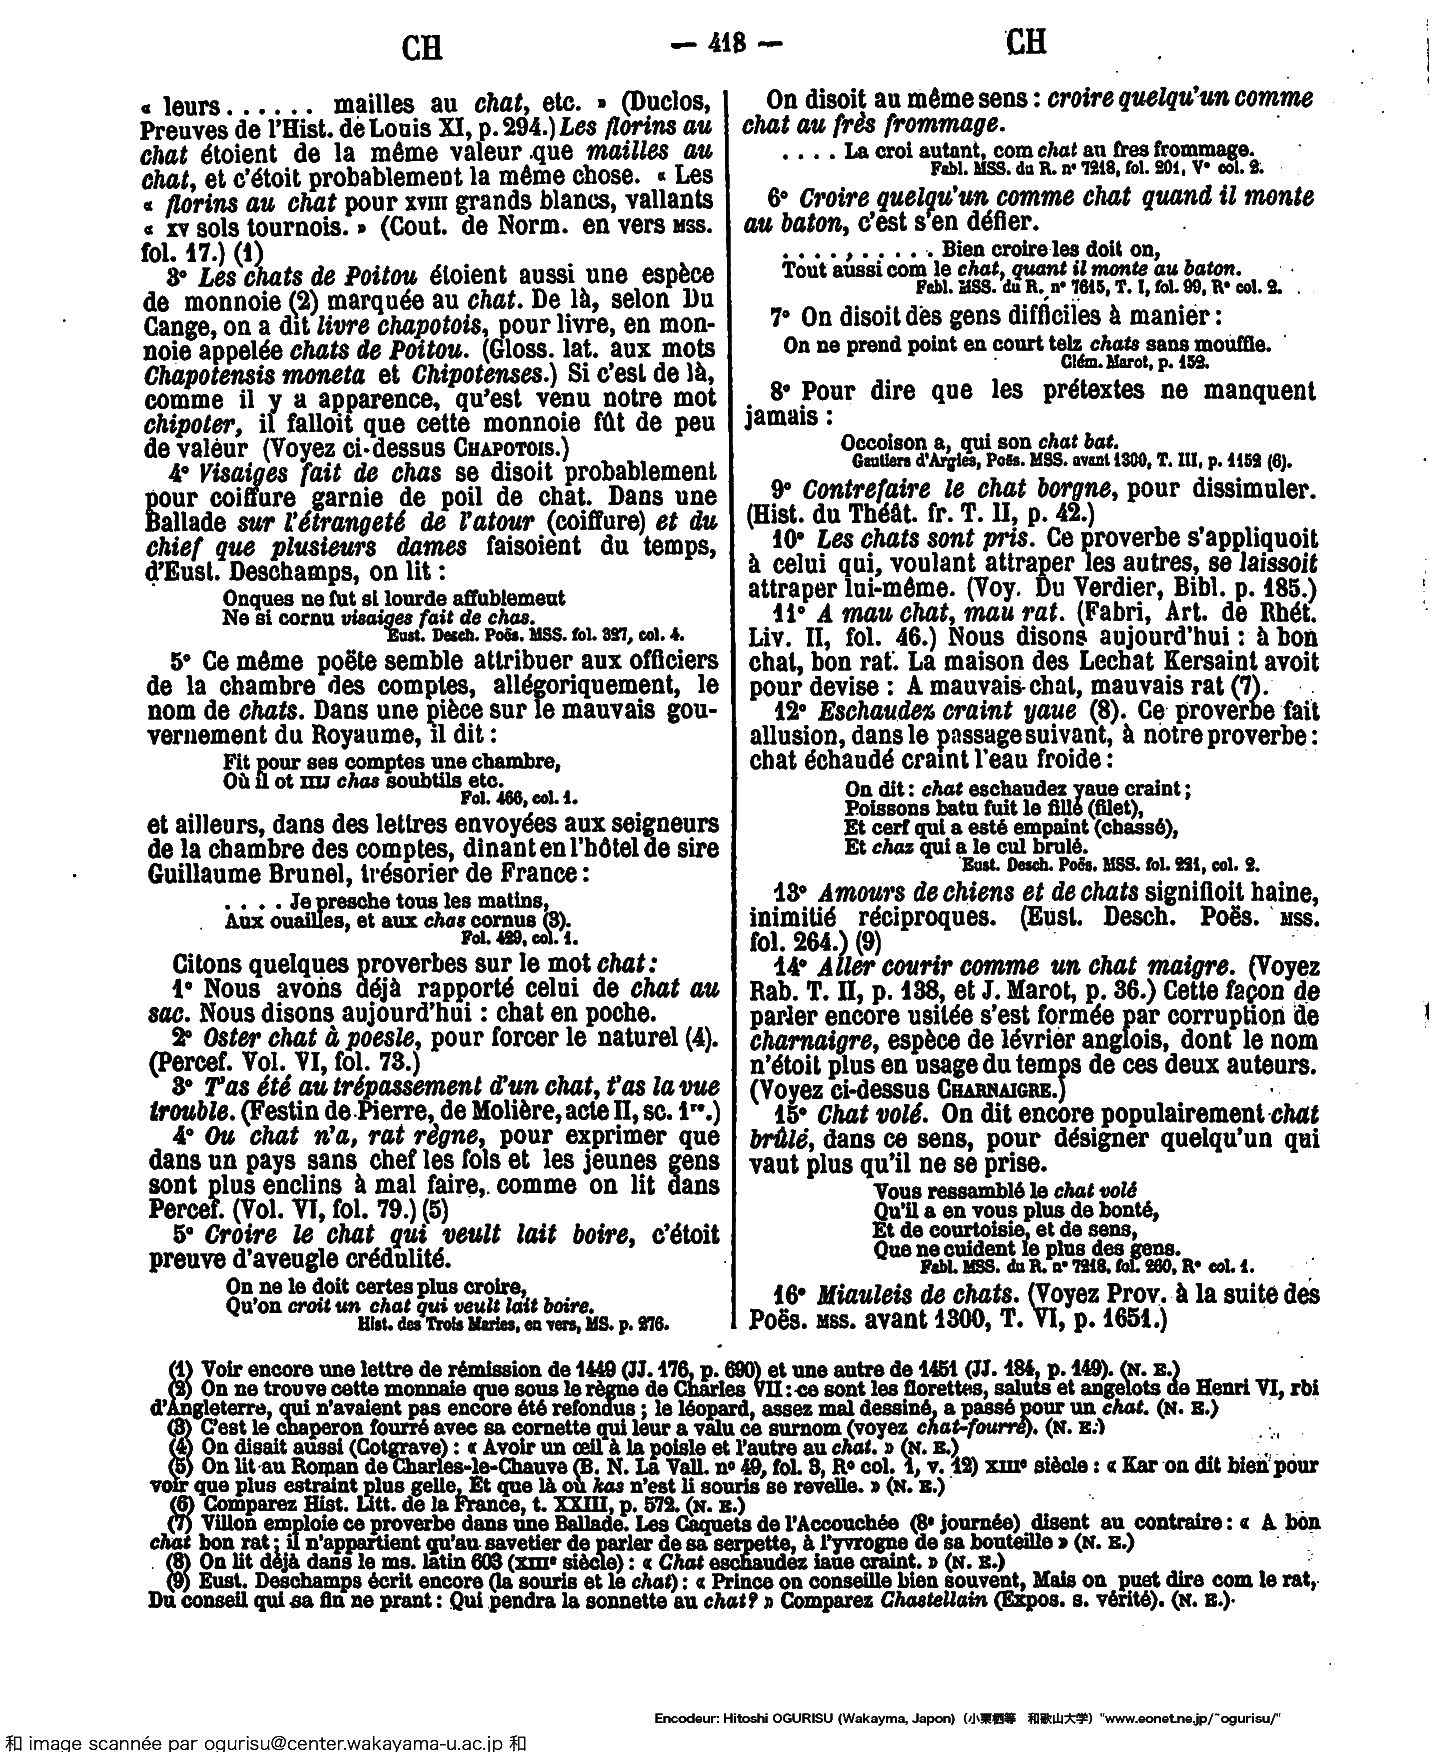 CH
— 418 —
CH
« leurs . . . . . . mailles au chat, etc. » (Duclos,
Preuves de l'Hist. de Louis XI, p. 294.) Les florins au
chat étoient de la même valeur que mailles au
chat, et c'étoit probablement la même chose. « Les
« florins au chat pour XVIII grands blancs, vallants
« XV sols tournois. » (Cout. de Norm. en vers MSS.
fol. 17.) (1)
3° Les chats de Poitou étoient aussi une espèce
de monnoie (2) marquée au chat. De là, selon Du
Cange, on a dit livre chapotois, pour livre, en mon-
noie appelée chats de Poitou. (Gloss. lat. aux mots
Chapotensis moneta et Chipotenses.) Si c'est de là,
comme il y a apparence, qu'est venu notre mot
chipoter, il falloit que cette monnoie fût de peu
de valeur (Voyez ci-dessus CHAPOTOIS.)
4° Visaiges fait de chas se disoit probablement
pour coiffure garnie de poil de chat. Dans une
Ballade sur l'étrangeté de l'atour (coiffure) et du
chief que plusieurs dames faisoient du temps,
d'Eust. Deschamps, on lit :
Onques ne fut si lourde affublement
Ne si cornu visaiges fait de chas.
Eust. Desch. Poës. MSS. fol. 327, col. 4.
5° Ce même poëte semble attribuer aux officiers
de la chambre des comptes, allégoriquement, le
nom de chats. Dans une pièce sur le mauvais gou-
vernement du Royaume, il dit :
Fit pour ses comptes une chambre,
Où il ot IIIJ chas soubtils etc.
Fol. 466, col. 1.
et ailleurs, dans des lettres envoyées aux seigneurs
de la chambre des comptes, dinant en l'hôtel de sire
Guillaume Brunel, trésorier de France :
. . . . Je presche tous les matins,
Aux ouailles, et aux chas cornus (3).
Fol. 429, col. 1.
Citons quelques proverbes sur le mot chat :
1° Nous avons déjà rapporté celui de chat au
sac. Nous disons aujourd'hui : chat en poche.
2° Oster chat à poesle, pour forcer le naturel (4).
(Percef. Vol. VI, fol. 73.)
3° T'as été au trépassement d'un chat, t'as la vue
trouble. (Festin de Pierre, de Molière, acte II, sc. 1re.)
4° Ou chat n'a, rat règne, pour exprimer que
dans un pays sans chef les fols et les jeunes gens
sont plus enclins à mal faire, comme on lit dans
Percef. (Vol. VI, fol. 79.) (5)
5° Croire le chat qui veult lait boire, c'étoit
preuve d'aveugle crédulité.
On ne le doit certes plus croire,
Qu'on croit un chat qui veult lait boire.
Hist. des Trois Maries, en vers, MS. p. 276.
On disoit au même sens : croire quelqu'un comme
chat au frès frommage.
. . . . La croi autant, com chat au fres frommage.
Fabl. MSS. du R. n° 7218, fol. 201, V° col. 2.
6° Croire quelqu'un comme chat quand il monte
au baton, c'est s'en défier.
. . . . , . . . . . Bien croire les doit on,
Tout aussi com le chat, quant il monte au baton.
Fabl. MSS. du R. n° 7615, T. I, fol. 99, R° col. 2.
7° On disoit des gens difficiles à manier :
On ne prend point en court telz chats sans mouffle.
Clém. Marot, p. 152.
8° Pour dire que les prétextes ne manquent
jamais :
Occoison a, qui son chat bat.
Gautiers d'Argies, Poës. MSS. avant 1300, T. III, p. 1152 (6).
9° Contrefaire le chat borgne, pour dissimuler.
(Hist. du Théât. fr. T. II, p. 42.)
10° Les chats sont pris. Ce proverbe s'appliquoit
à celui qui, voulant attraper les autres, se laissoit
attraper lui-même. (Voy. Du Verdier, Bibl. p. 185.)
11° A mau chat, mau rat. (Fabri, Art. de Rhét.
Liv. II, fol. 46.) Nous disons aujourd'hui : à bon
chat, bon rat. La maison des Lechat Kersaint avoit
pour devise : A mauvais chat, mauvais rat (7).
12° Eschaudez craint yaue (8). Ce proverbe fait
allusion, dans le passage suivant, à notre proverbe :
chat échaudé craint l'eau froide :
On dit : chat eschaudez yaue craint ;
Poissons batu fuit le fillé (filet),
Et cerf qui a esté empaint (chassé),
Et chaz qui a le cul brulé.
Eust. Desch. Poës. MSS. fol. 221, col. 2.
13° Amours de chiens et de chats signifioit haine,
inimitié réciproques. (Eust. Desch. Poës. MSS.
fol. 264.) (9)
14° Aller courir comme un chat maigre. (Voyez
Rab. T. II, p. 138, et J. Marot, p. 36.) Cette façon de
parler encore usitée s'est formée par corruption de
charnaigre, espèce de lévrier anglois, dont le nom
n'étoit plus en usage du temps de ces deux auteurs.
(Voyez ci-dessus CHARNAIGRE.)
15° Chat volé. On dit encore populairement chat
brûlé, dans ce sens, pour désigner quelqu'un qui
vaut plus qu'il ne se prise.
Vous ressamblé le chat volé
Qu'il a en vous plus de bonté,
Et de courtoisie, et de sens,
Que ne cuident le plus des gens.
Fabl. MSS. du R. n° 7218, fol. 260, R° col. 1.
16° Miauleis de chats. (Voyez Prov. à la suite des
Poës. MSS. avant 1300, T. VI, p. 1651.)
(1) Voir encore une lettre de rémission de 1449 (JJ. 176, p. 690) et une autre de 1451 (JJ. 184, p. 149). (N. E.)
(2) On ne trouve cette monnaie que sous le règne de Charles VII : ce sont les florettes, saluts et angelots de Henri VI, rbi
d'Angleterre, qui n'avaient pas encore été refondus ; le léopard, assez mal dessiné, a passé pour un chat. (N. E.)
(3) C'est le chaperon fourré avec sa cornette qui leur a valu ce surnom (voyez chat-fourré). (N. E.)
(4) On disait aussi (Cotgrave) : « Avoir un œil à la poisle et l'autre au chat. » (N. E.)
(5) On lit au Roman de Charles-le-Chauve (B. N. La Vall. n° 49, fol. 3, R° col. 1, v. 12) XIIIe siècle : « Kar on dit bien pour
voir que plus estraint plus gelle, Et que là où kas n'est li souris se revelle. » (N. E.)
(6) Comparez Hist. Litt. de la France, t. XXIII, p. 572. (N. E.)
(7) Villon emploie ce proverbe dans une Ballade. Les Caquets de l'Accouchée (8e journée) disent au contraire : « A bon
chat bon rat ; il n'appartient qu'au savetier de parler de sa serpette, à l'yvrogne de sa bouteille » (N. E.)
(8) On lit déjà dans le ms. latin 603 (XIIIe siècle) : « Chat eschaudez iaue craint. » (N. E.)
(9) Eust. Deschamps écrit encore (la souris et le chat) : « Prince on conseille bien souvent, Mais on puet dire com le rat,
Du conseil qui sa fin ne prant : Qui pendra la sonnette au chat ? » Comparez Chastellain (Expos. s. vérité). (N. E.)
Encodeur: Hitoshi OGURISU (Wakayma, Japon) (小栗栖等 和歌山大学) "www.eonet.ne.jp/~ogurisu/"
和 image scannée par ogurisu@center.wakayama-u.ac.jp 和